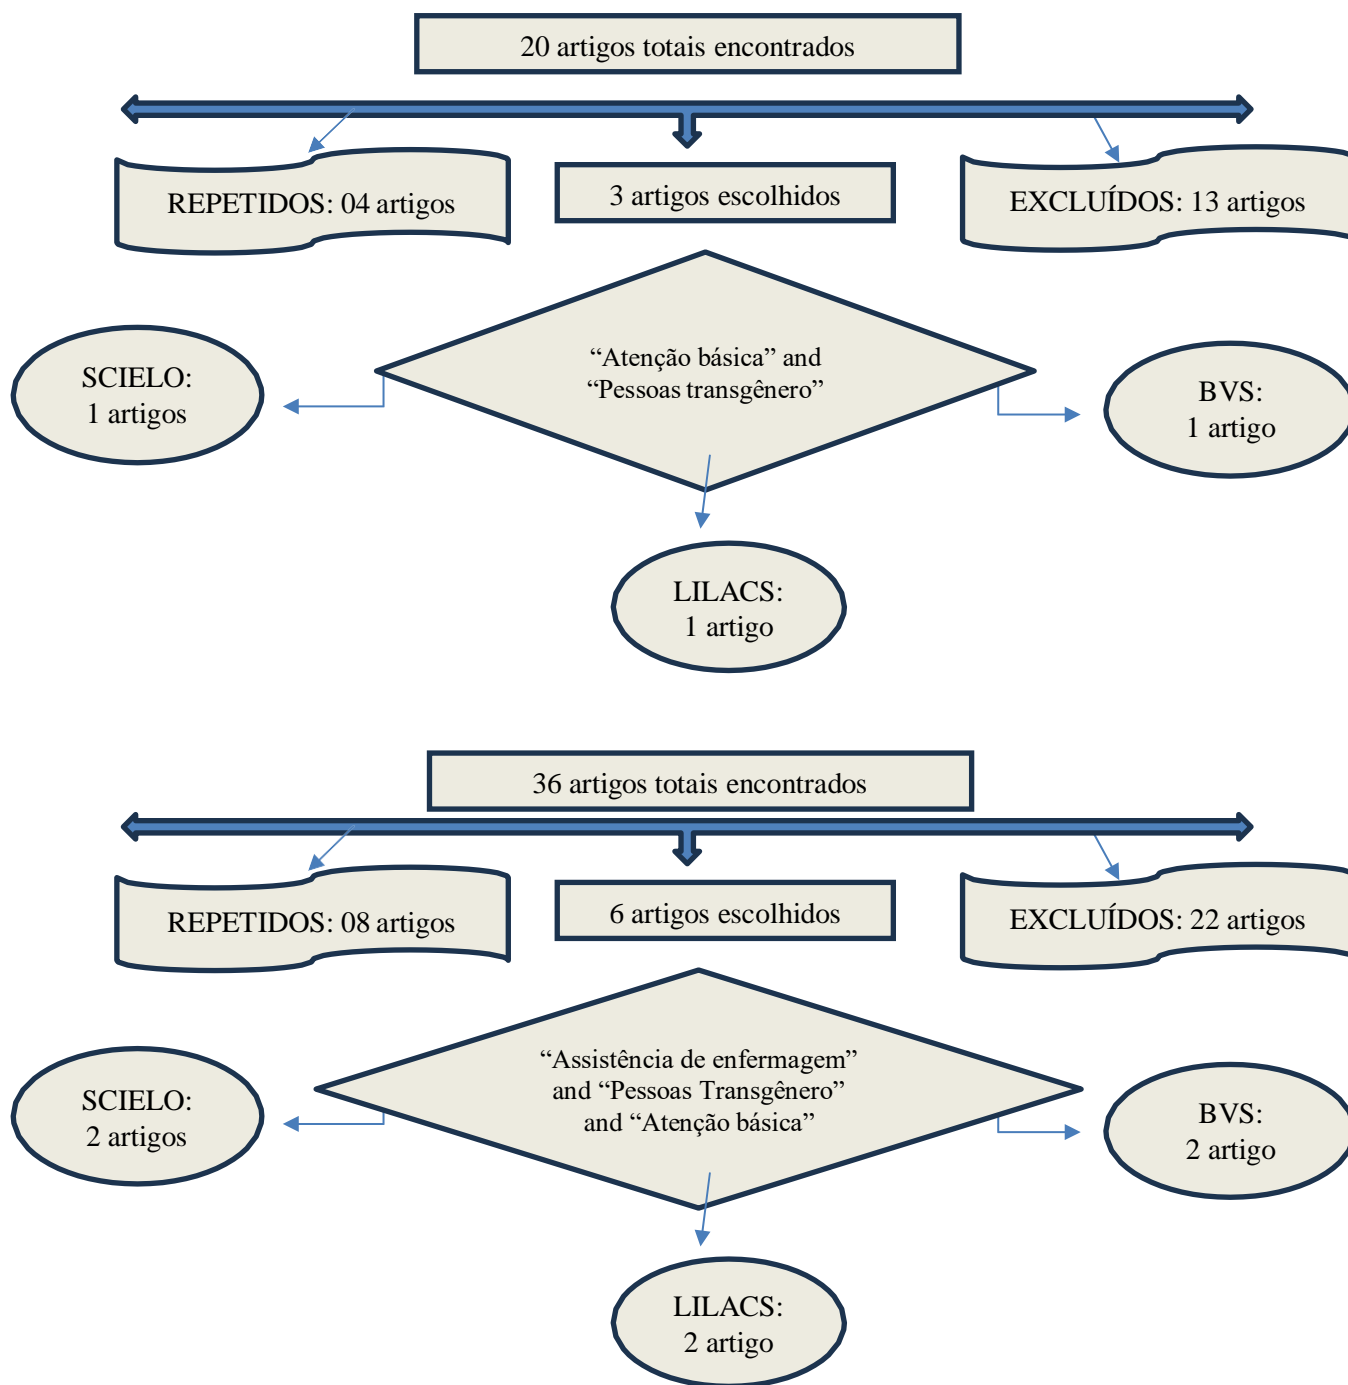 20 artigos totais encontrados
REPETIDOS: 04 artigos
3 artigos escolhidos
EXCLUÍDOS: 13 artigos
“Atenção básica” and
“Pessoas transgênero”
SCIELO:
1 artigos
BVS:
1 artigo
LILACS:
1 artigo
36 artigos totais encontrados
REPETIDOS: 08 artigos
6 artigos escolhidos
EXCLUÍDOS: 22 artigos
“Assistência de enfermagem”
and “Pessoas Transgênero”
and “Atenção básica”
SCIELO:
2 artigos
BVS:
2 artigo
LILACS:
2 artigo